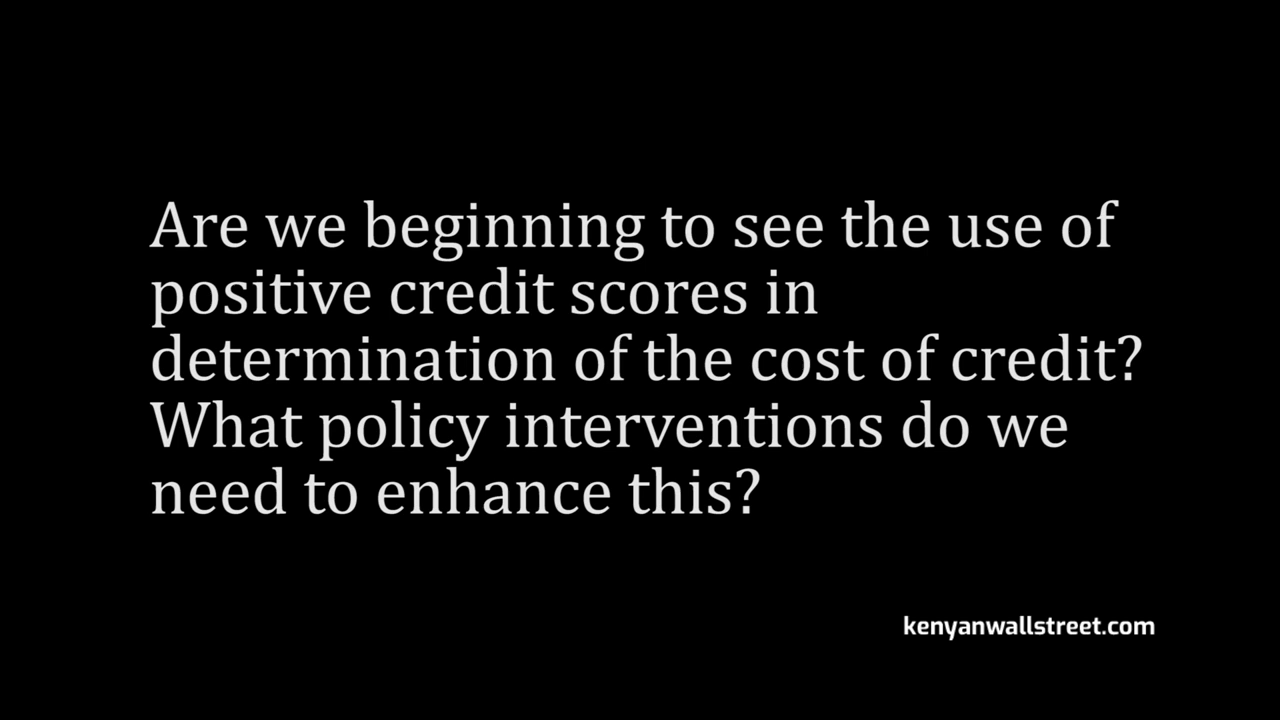 Are we beginning to see the use of
positive credit scores in
determination of the cost of credit?
What policy interventions do we
need to enhance this?
kenyanwallstreet.com